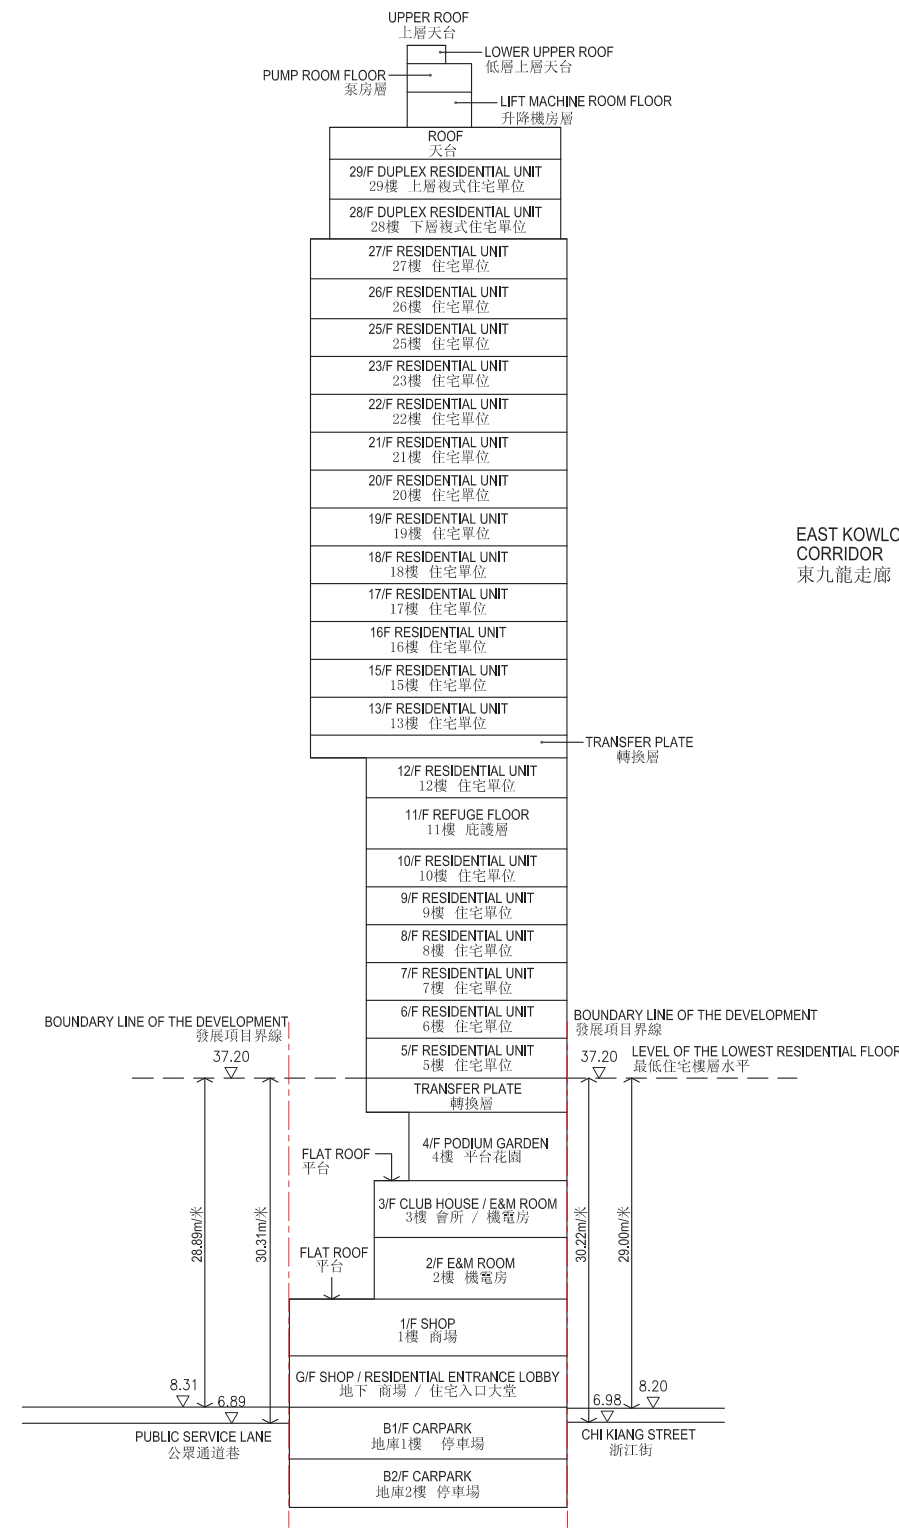 UPPER ROOF
上層天台
LOWER UPPER ROOF
低層上層天台
PUMP ROOM FLOOR
泵房層
LIFT MACHINE ROOM FLOOR
升降機房層
ROOF
天台
29/F DUPLEX RESIDENTIAL UNIT
29樓 上層複式住宅單位
28/F DUPLEX RESIDENTIAL UNIT
28樓 下層複式住宅單位
27/F RESIDENTIAL UNIT
27樓 住宅單位
26/F RESIDENTIAL UNIT
26樓 住宅單位
25/F RESIDENTIAL UNIT
25樓 住宅單位
23/F RESIDENTIAL UNIT
23樓 住宅單位
22/F RESIDENTIAL UNIT
22樓 住宅單位
21/F RESIDENTIAL UNIT
21樓 住宅單位
20/F RESIDENTIAL UNIT
20樓 住宅單位
19/F RESIDENTIAL UNIT
19樓 住宅單位
EAST KOWLO
CORRIDOR
東九龍走廊
18/F RESIDENTIAL UNIT
18樓 住宅單位
17/F RESIDENTIAL UNIT
17樓 住宅單位
16F RESIDENTIAL UNIT
16樓 住宅單位
15/F RESIDENTIAL UNIT
15樓 住宅單位
13/F RESIDENTIAL UNIT
13樓 住宅單位
TRANSFER PLATE
轉換層
12/F RESIDENTIAL UNIT
12樓 住宅單位
11/F REFUGE FLOOR
11樓 庇護層
10/F RESIDENTIAL UNIT
10樓 住宅單位
9/F RESIDENTIAL UNIT
9樓 住宅單位
8/F RESIDENTIAL UNIT
8樓 住宅單位
7/F RESIDENTIAL UNIT
7樓 住宅單位
6/F RESIDENTIAL UNIT
6樓 住宅單位
BOUNDARY LINE OF THE DEVELOPMENT
發展項目界線
BOUNDARY LINE OF THE DEVELOPMENT
發展項目界線
5/F RESIDENTIAL UNIT
5樓 住宅單位
37.20
37.20
LEVEL OF THE LOWEST RESIDENTIAL FLOOR
最低住宅樓層水平
TRANSFER PLATE
轉換層
4/F PODIUM GARDEN
4樓 平台花園
FLAT ROOF
平台
3/F CLUB HOUSE / E&M ROOM
3樓 會所 / 機電房
28.89m/米
30.31m/米
30.22m/米
29.00m/米
FLAT ROOF
平台
2/F E&M ROOM
2樓 機電房
1/F SHOP
1樓 商場
G/F SHOP / RESIDENTIAL ENTRANCE LOBBY
地下 商場 / 住宅入口大堂
8.31
6.89
6.98
8.20
PUBLIC SERVICE LANE
公眾通道巷
B1/F CARPARK
地庫1樓 停車場
CHI KIANG STREET
浙江街
B2/F CARPARK
地庫2樓 停車場